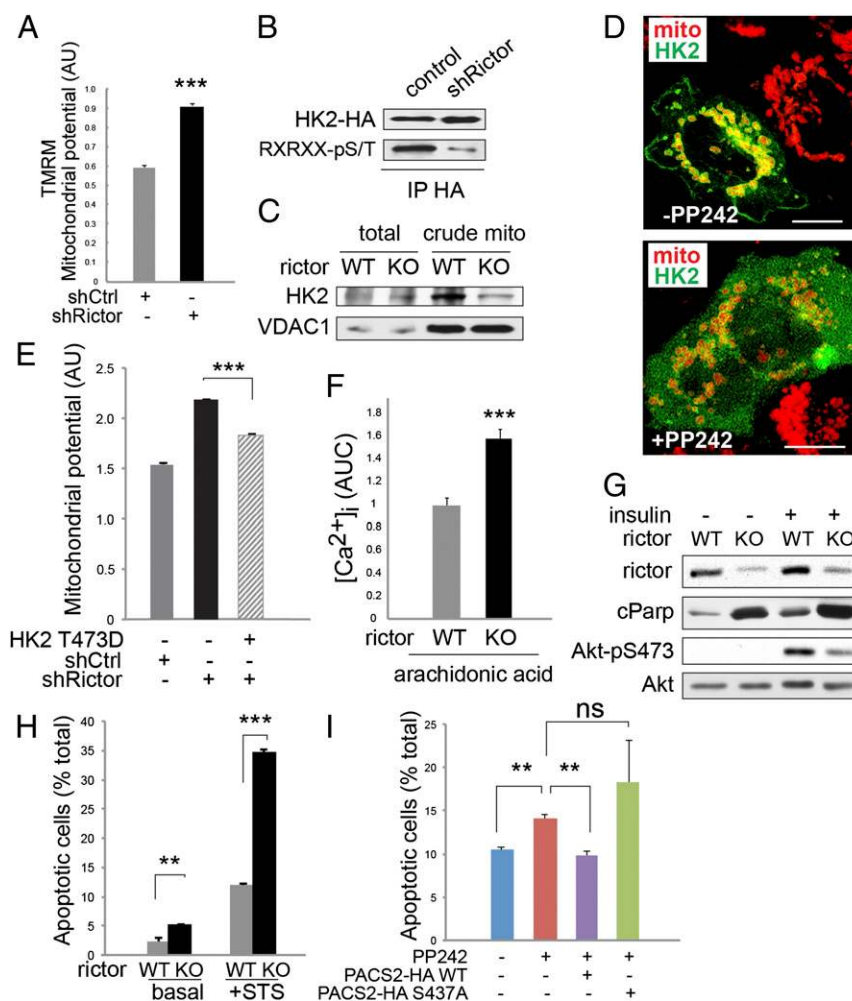 A
TMRM
Mitochondrial potential (AU)
***
1.0
0.9
0.8
0.7
0.6
0.5
0.4
0.3
0.2
0.1
0
shCtrl + -
shRictor - +
B
control shRictor
HK2-HA
RXRXX-pS/T
IP HA
C
total crude mito
rictor WT KO WT KO
HK2
VDAC1
D
mito
HK2
-PP242
mito
HK2
+PP242
E
Mitochondrial potential (AU)
***
2.5
2.0
1.5
1.0
0.5
0
HK2 T473D - - +
shCtrl + - -
shRictor - + +
F
[Ca2+]i (AUC)
***
1.8
1.6
1.4
1.2
1
1.8
1.6
1.4
1.2
0
rictor WT KO
arachidonic acid
G
insulin - - + +
rictor WT KO WT KO
rictor
cParp
Akt-pS473
Akt
H
Apoptotic cells (% total)
40
35
30
25
20
15
10
5
0
** ***
rictor WT KO WT KO
basal +STS
I
Apoptotic cells (% total)
25
20
15
10
5
0
ns
** **
PP242 - + + +
PACS2-HA WT - - + -
PACS2-HA S437A - - - +